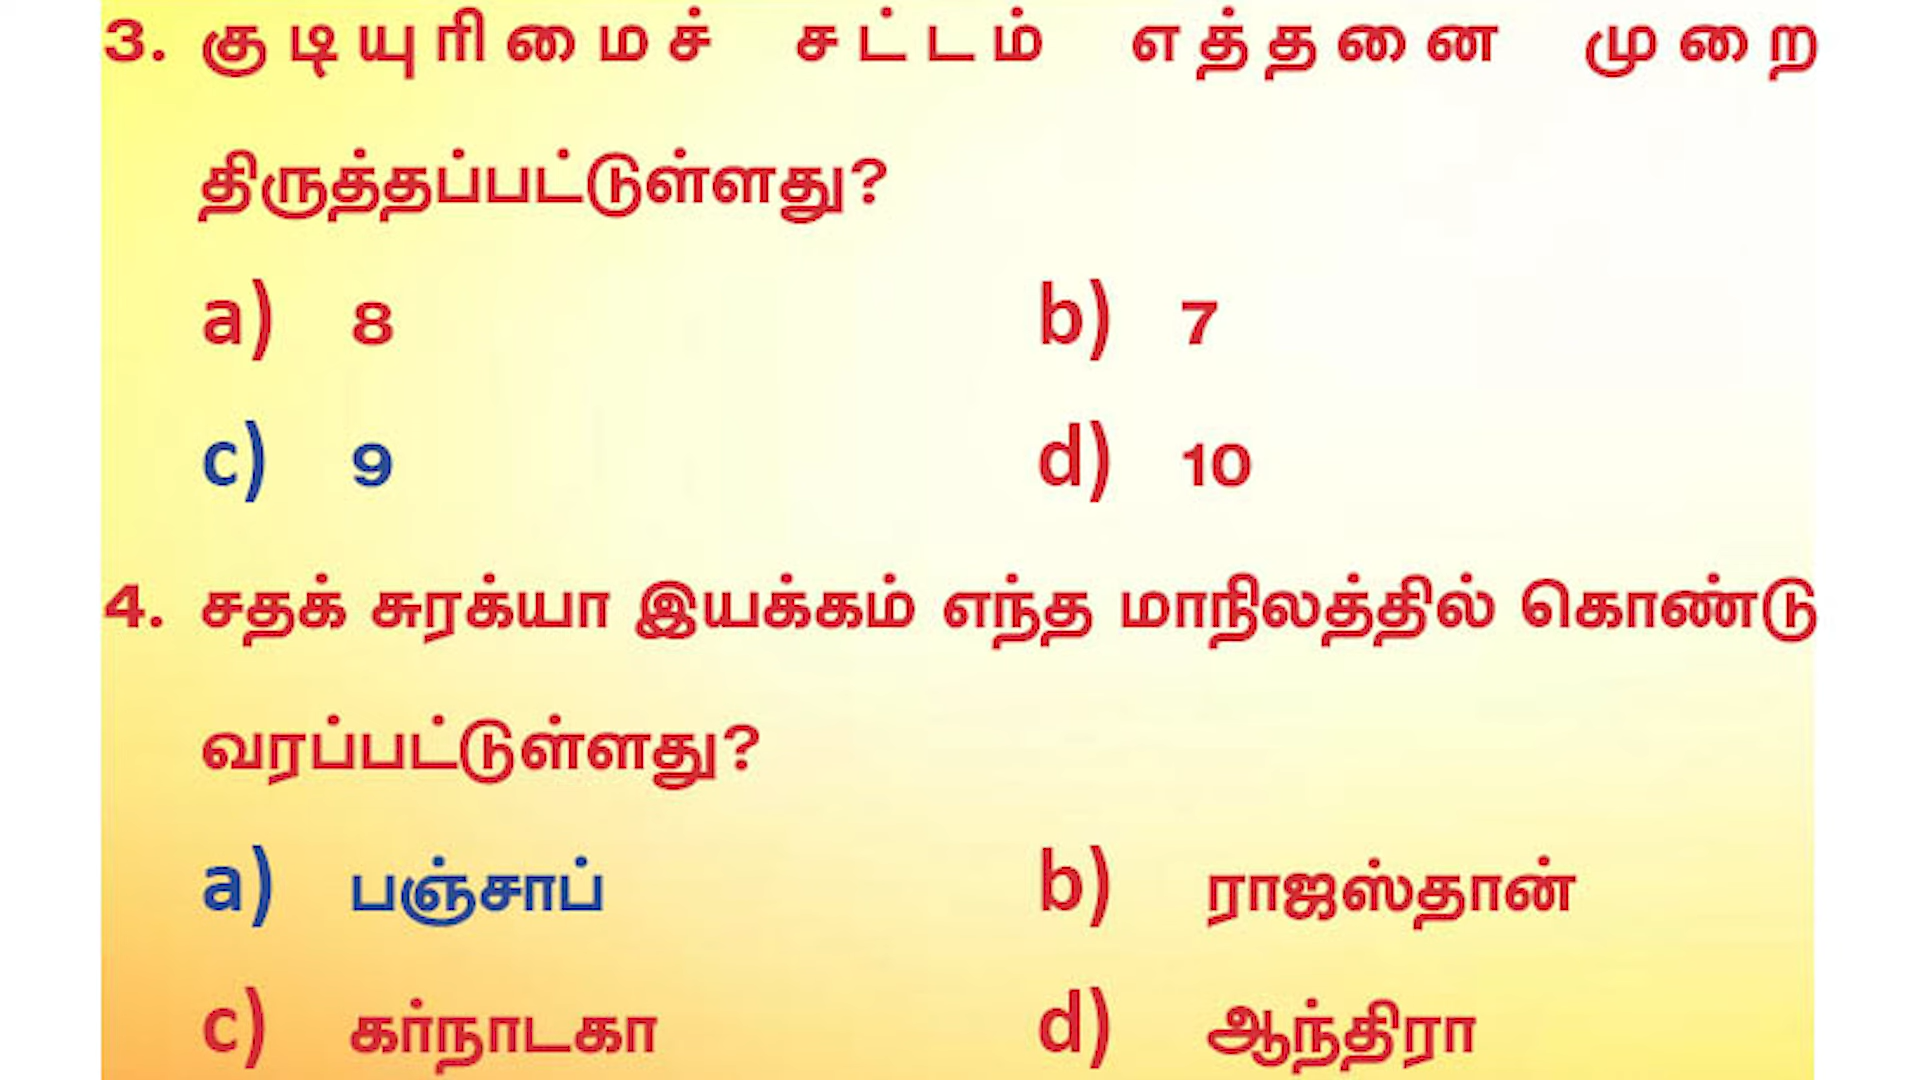 3. குடியுரிமைச் சட்டம் எத்தனை முறை
திருத்தப்பட்டுள்ளது?
a) 8 b) 7
c) 9 d) 10
4. சதக் சுரக்யா இயக்கம் எந்த மாநிலத்தில் கொண்டு
வரப்பட்டுள்ளது?
a) பஞ்சாப் b) ராஜஸ்தான்
c) கர்நாடகா d) ஆந்திரா